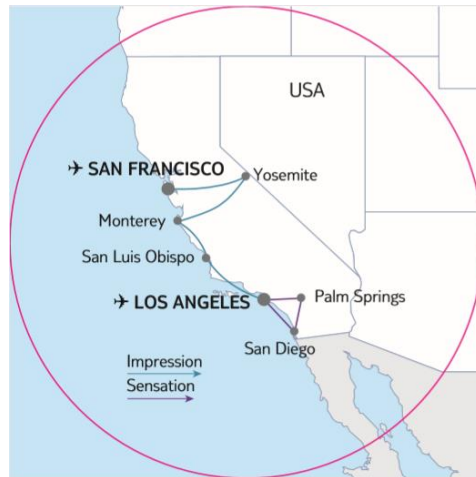 USA
SAN FRANCISCO
Yosemite
Monterey
San Luis Obispo
LOS ANGELES
Palm Springs
San Diego
Impression
Sensation